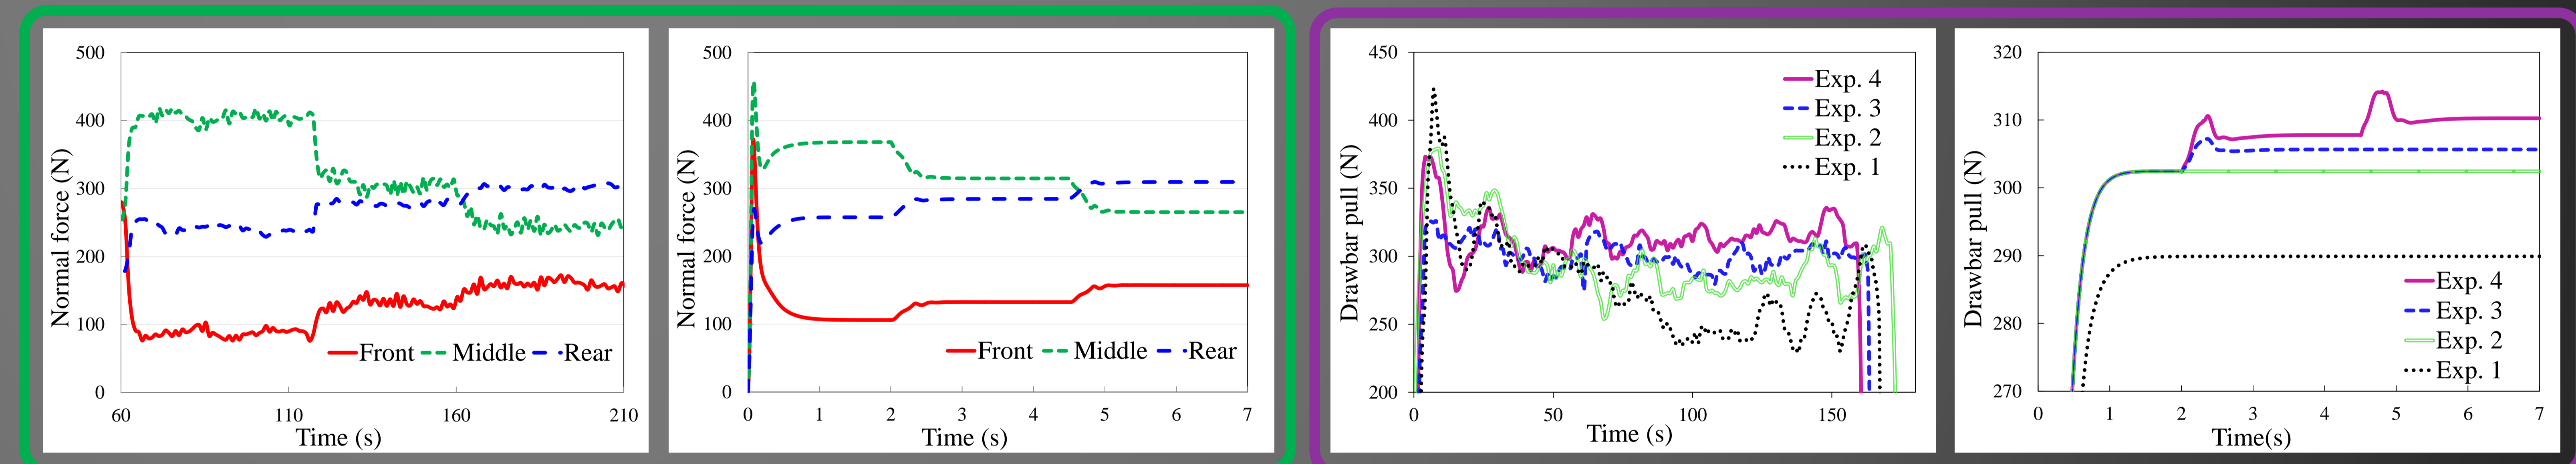 500
400
300
200
100
0
Normal force (N)
Front Middle Rear
60 110 160 210
Time (s)
500
400
300
200
100
0
Normal force (N)
Front Middle Rear
0 1 2 3 4 5 6 7
Time (s)
450
400
350
300
250
200
Drawbar pull (N)
Exp. 4
Exp. 3
Exp. 2
Exp. 1
0 50 100 150
Time (s)
320
310
300
290
280
270
Drawbar pull (N)
Exp. 4
Exp. 3
Exp. 2
Exp. 1
0 1 2 3 4 5 6 7
Time(s)